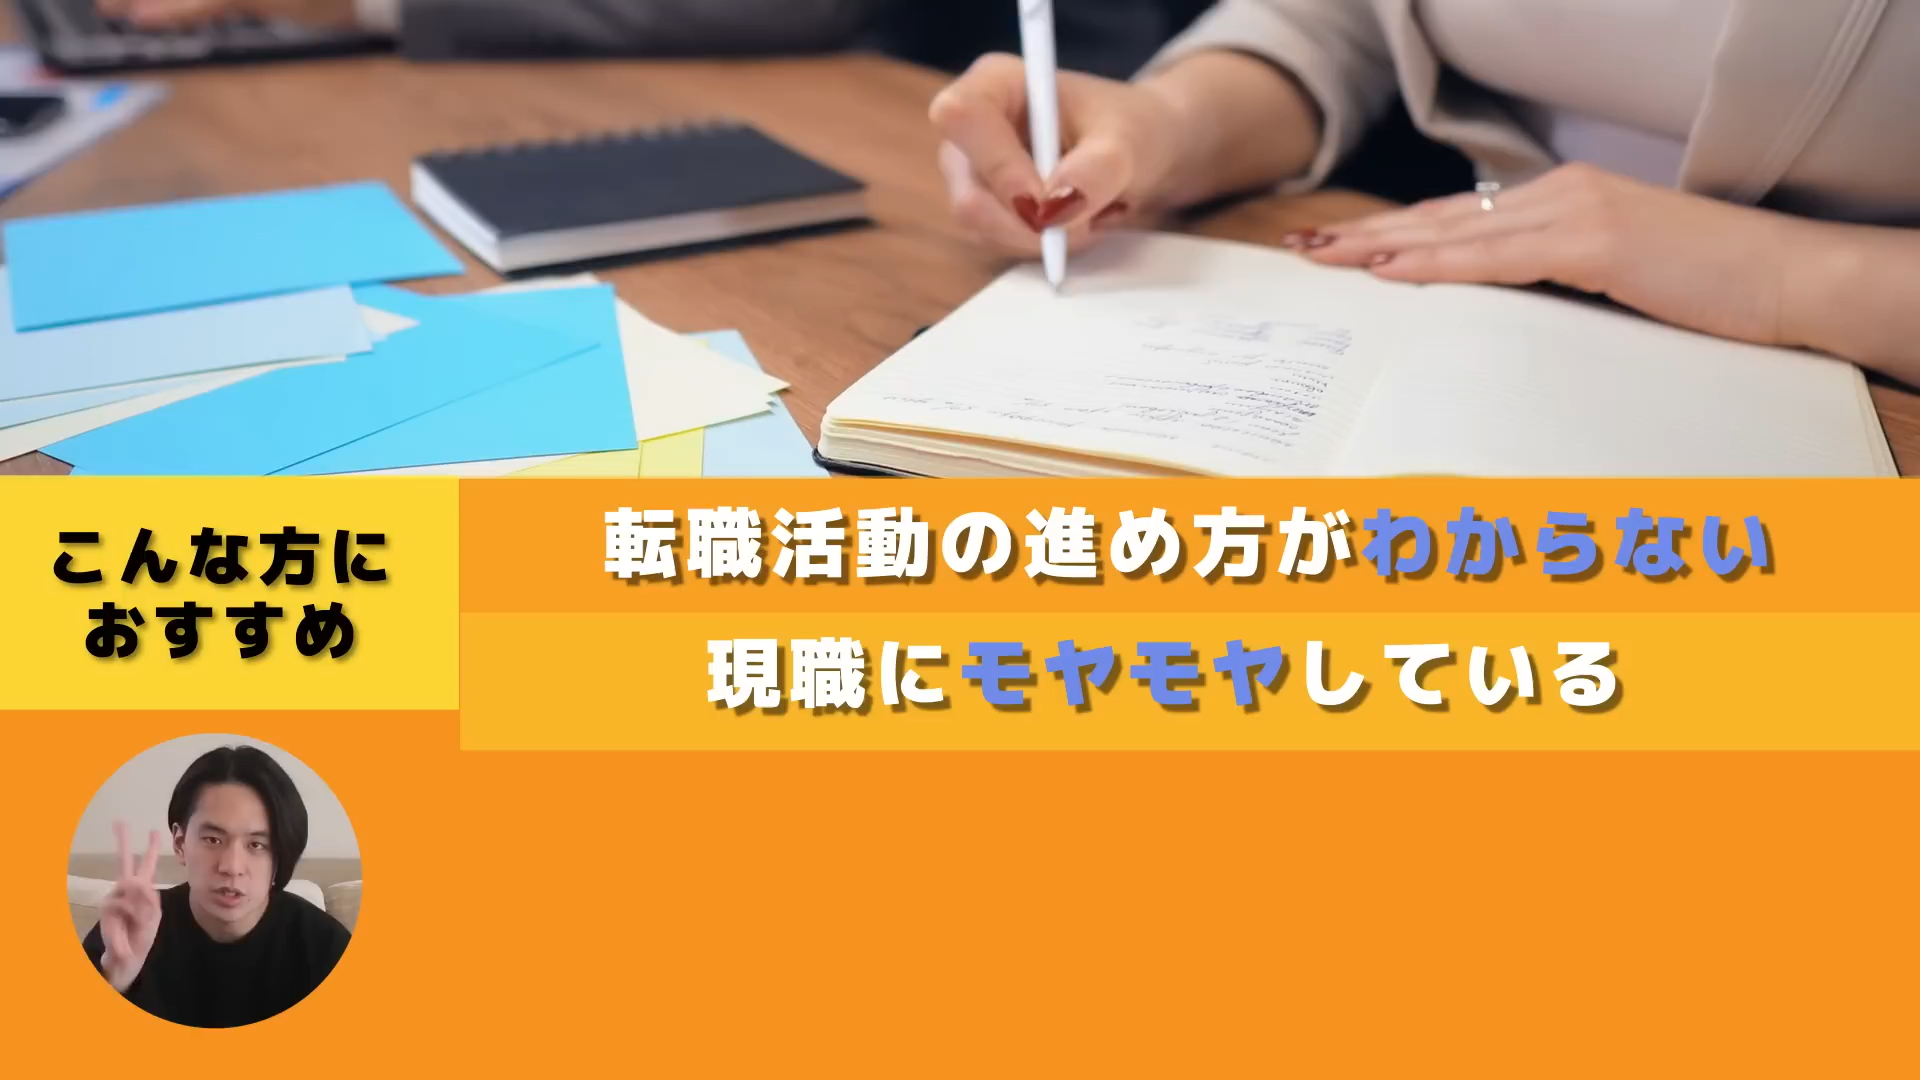 こんな方に
おすすめ
転職活動の進め方がわからない
現職にモヤモヤしている